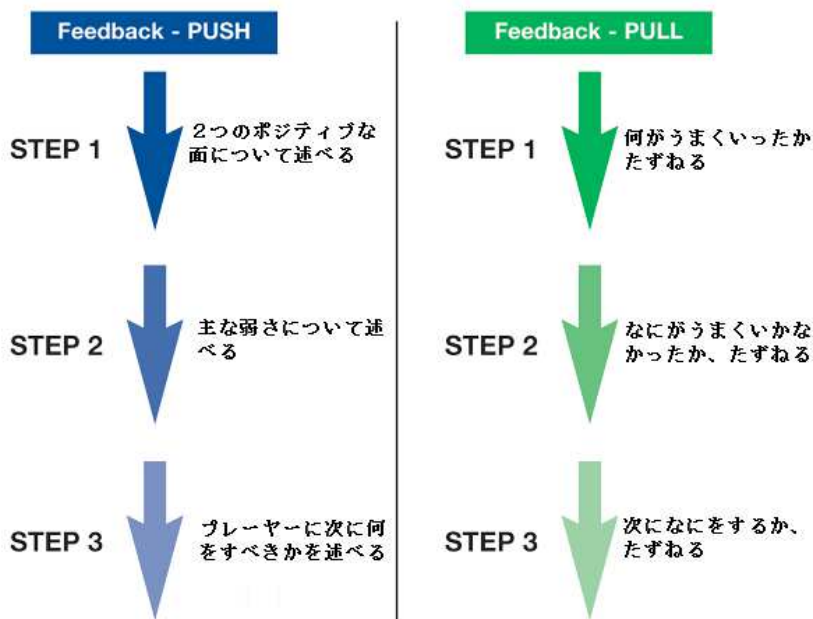 Feedback - PUSH
STEP 1
２つのポジティブな
面について述べる
STEP 2
主な弱さについて述
べる
STEP 3
プレーヤーに次に何
をすべきかを述べる
Feedback - PULL
STEP 1
何がうまくいったか
たずねる
STEP 2
なにがうまくいかな
かったか、たずねる
STEP 3
次になにをするか、
たずねる